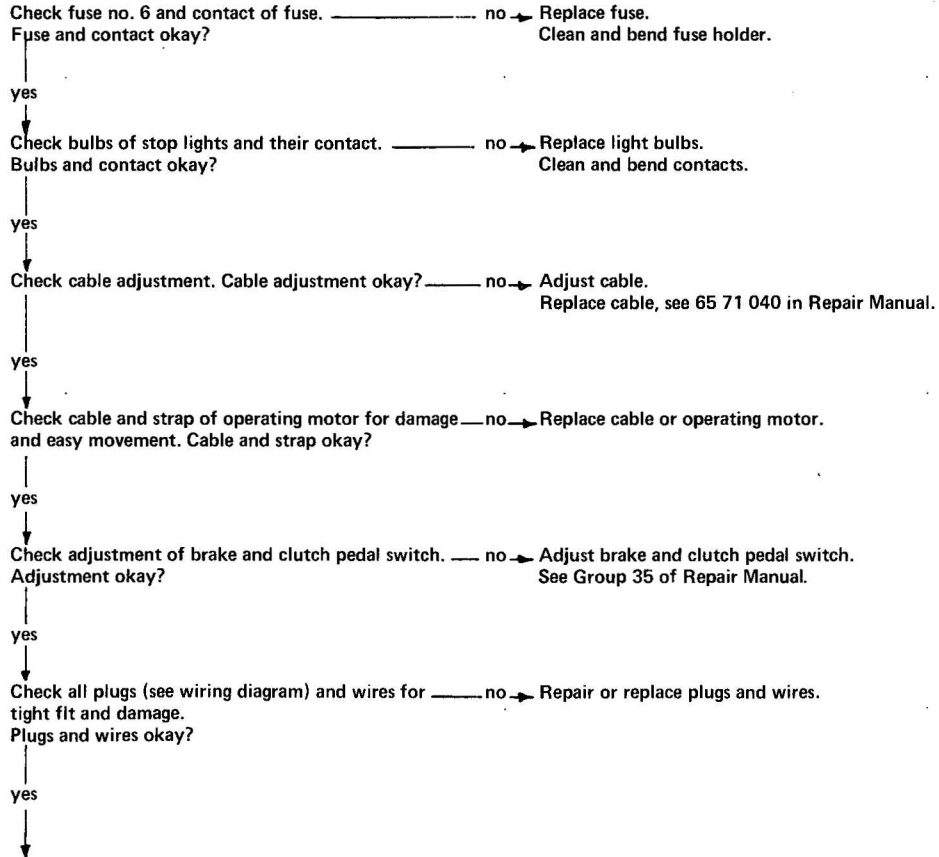 Check fuse no. 6 and contact of fuse. no Replace fuse.
Fuse and contact okay? Clean and bend fuse holder.
yes
Check bulbs of stop lights and their contact. no Replace light bulbs.
Bulbs and contact okay? Clean and bend contacts.
yes
Check cable adjustment. Cable adjustment okay? no Adjust cable.
Replace cable, see 65 71 040 in Repair Manual.
yes
Check cable and strap of operating motor for damage no Replace cable or operating motor.
and easy movement. Cable and strap okay?
yes
Check adjustment of brake and clutch pedal switch. no Adjust brake and clutch pedal switch.
Adjustment okay? See Group 35 of Repair Manual.
yes
Check all plugs (see wiring diagram) and wires for no Repair or replace plugs and wires.
tight fit and damage.
Plugs and wires okay?
yes